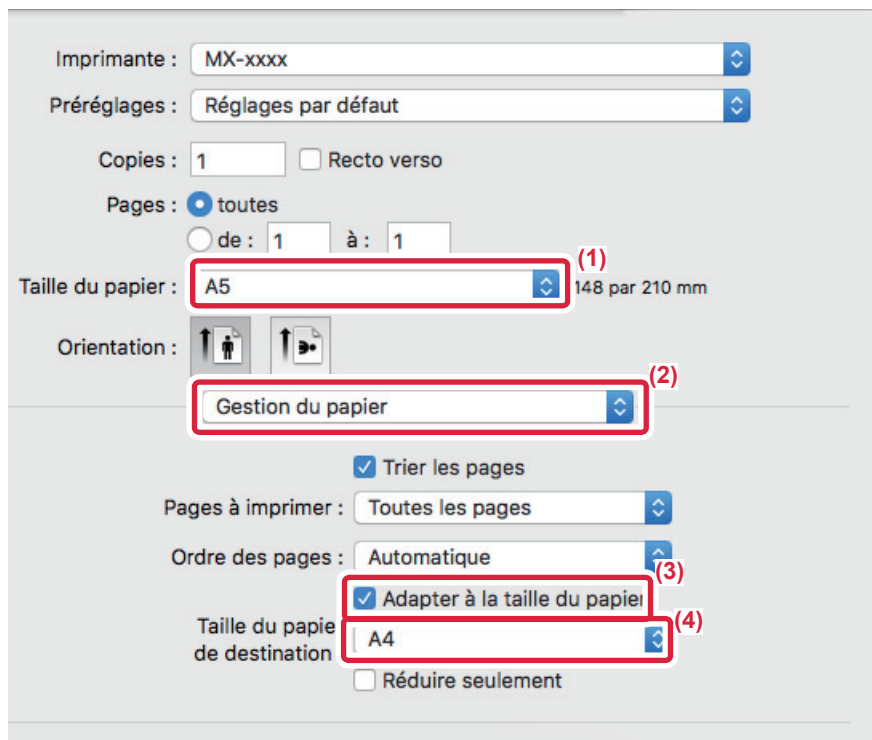 Imprimante : MX-xxxx
Préréglages : Réglages par défaut
Copies : 1 Recto verso
Pages : toutes
de : 1 à : 1
(1)
Taille du papier : A5 148 par 210 mm
Orientation :
(2)
Gestion du papier
Trier les pages
Pages à imprimer : Toutes les pages
Ordre des pages : Automatique
(3)
Adapter à la taille du papier
(4)
Taille du papie
de destination
A4
Réduire seulement